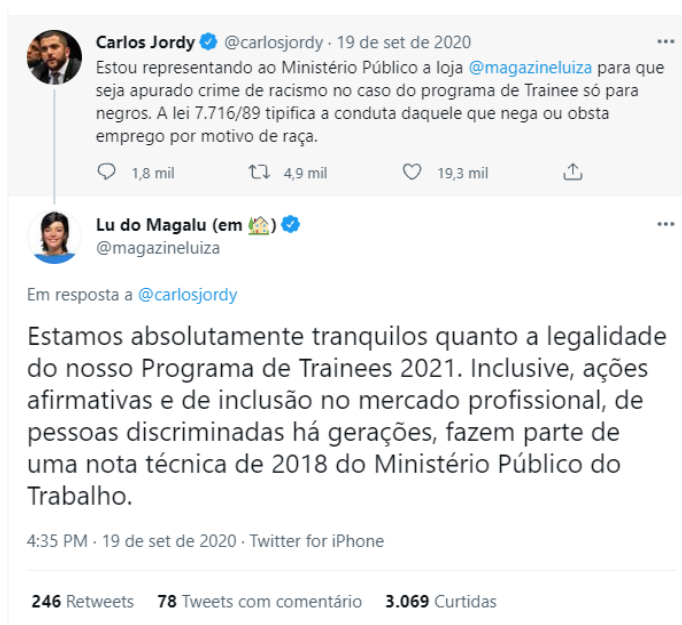 Carlos Jordy @carlosjordy · 19 de set de 2020
Estou representando ao Ministério Público a loja @magazineluiza para que
seja apurado crime de racismo no caso do programa de Trainee só para
negros. A lei 7.716/89 tipifica a conduta daquele que nega ou obsta
emprego por motivo de raça.
1,8 mil 4,9 mil 19,3 mil
Lu do Magalu (em 🏡)
@magazineluiza
Em resposta a @carlosjordy
Estamos absolutamente tranquilos quanto a legalidade
do nosso Programa de Trainees 2021. Inclusive, ações
afirmativas e de inclusão no mercado profissional, de
pessoas discriminadas há gerações, fazem parte de
uma nota técnica de 2018 do Ministério Público do
Trabalho.
4:35 PM · 19 de set de 2020 · Twitter for iPhone
246 Retweets 78 Tweets com comentário 3.069 Curtidas